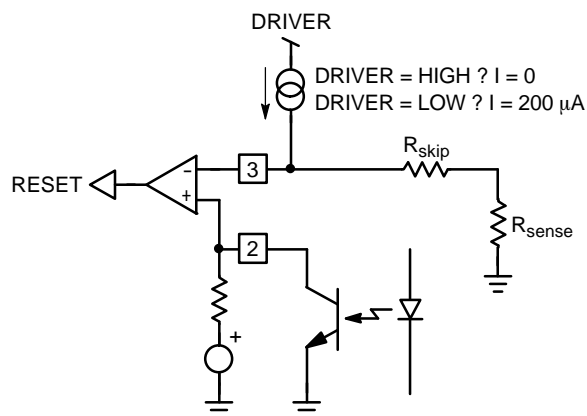 DRIVER
DRIVER = HIGH ? I = 0
DRIVER = LOW ? I = 200 μA
Rskip
3
-
RESET
+
Rsense
2
+